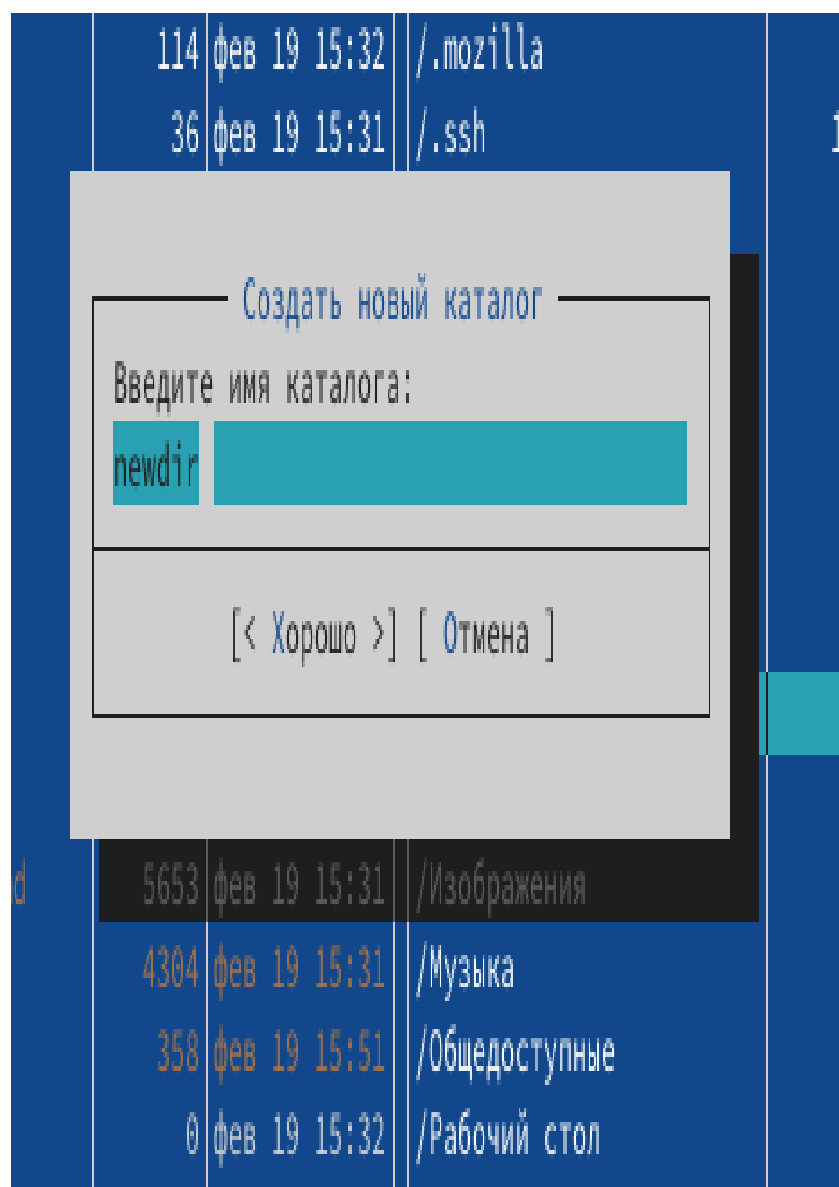 114 фев 19 15:32 /.mozilla
36 фев 19 15:31 /.ssh 1
Создать новый каталог
Введите имя каталога:
newdir
[< Хорошо >] [ Отмена ]
d 5653 фев 19 15:31 /Изображения
4304 фев 19 15:31 /Музыка
358 фев 19 15:51 /Общедоступные
0 фев 19 15:32 /Рабочий стол